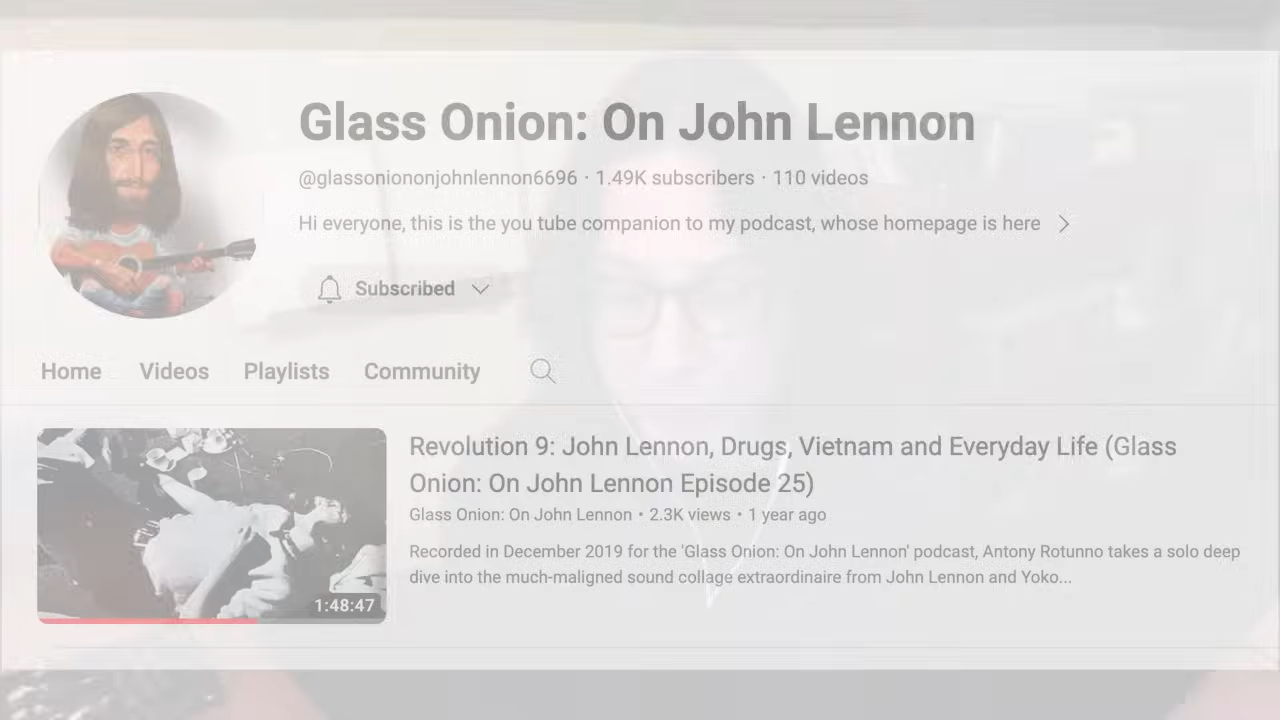 Glass Onion: On John Lennon
@glassoniononjohnlennon6696 · 1.49K subscribers · 110 videos
Hi everyone, this is the you tube companion to my podcast, whose homepage is here
Subscribed
Home Videos Playlists Community
Revolution 9: John Lennon, Drugs, Vietnam and Everyday Life (Glass
Onion: On John Lennon Episode 25)
Glass Onion: On John Lennon • 2.3K views • 1 year ago
Recorded in December 2019 for the 'Glass Onion: On John Lennon' podcast, Antony Rotunno takes a solo deep
dive into the much-maligned sound collage extraordinaire from John Lennon and Yoko...
1:48:47